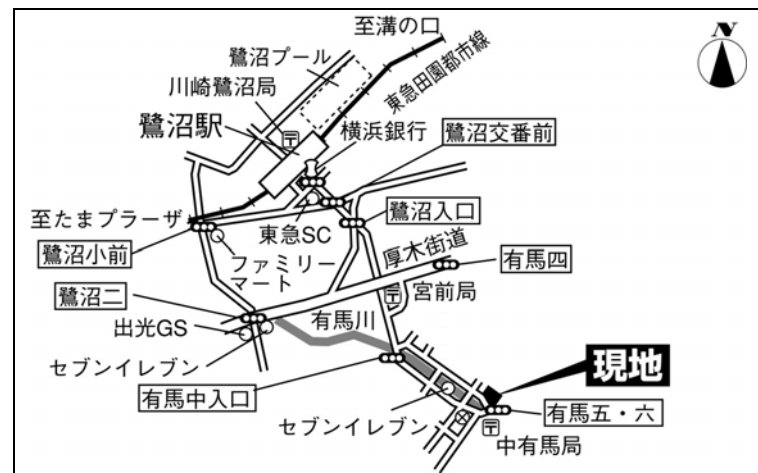 至溝の口
N
鷺沼プール
東急田園都市線
川崎鷺沼局
鷺沼駅
横浜銀行
鷺沼交番前
至たまプラーザ
東急SC
鷺沼入口
鷺沼小前
ファミリー
マート
厚木街道
有馬四
鷺沼二
宮前局
出光GS
有馬川
セブンイレブン
現地
有馬中入口
有馬五・六
セブンイレブン
中有馬局